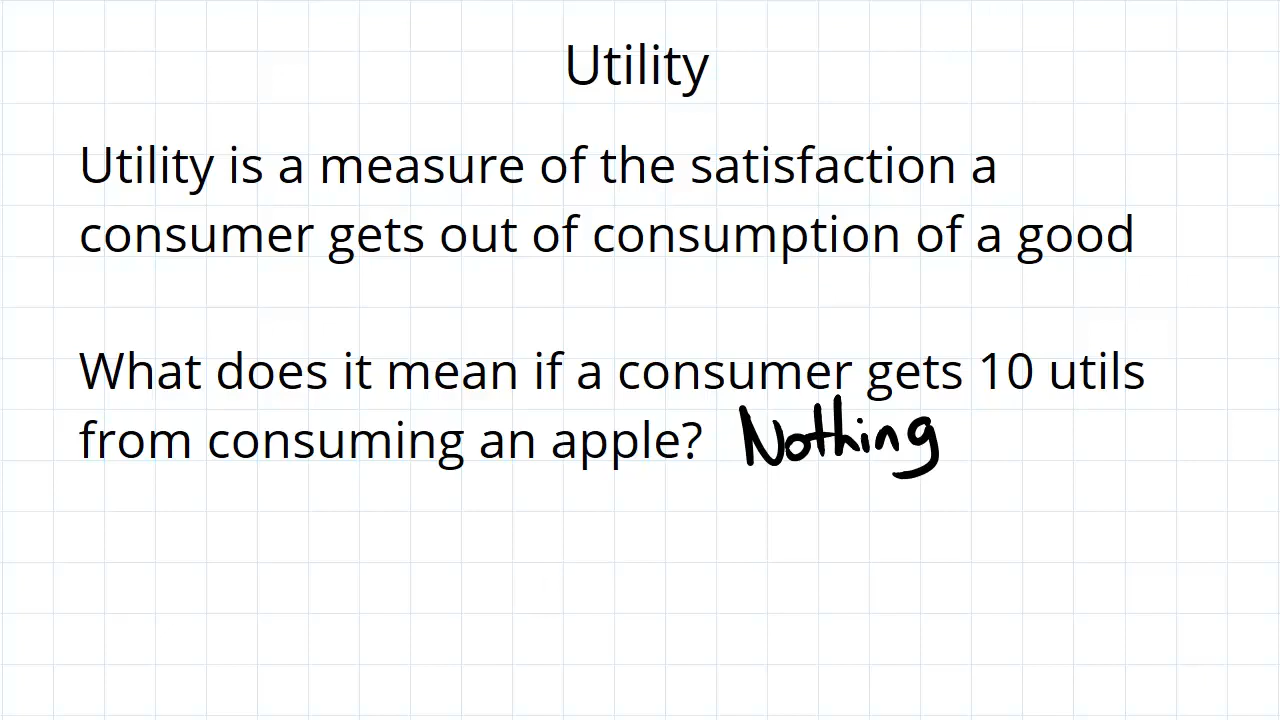 Utility
Utility is a measure of the satisfaction a
consumer gets out of consumption of a good
What does it mean if a consumer gets 10 utils
from consuming an apple? Nothing